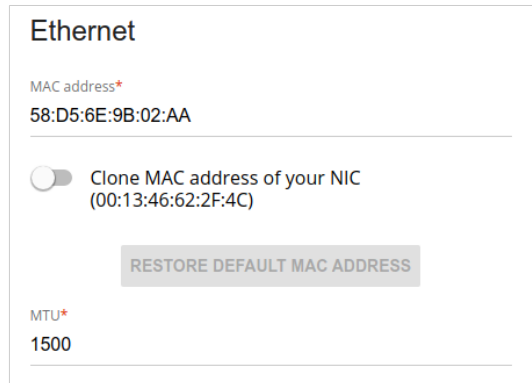 Ethernet
MAC address*
58:D5:6E:9B:02:AA
Clone MAC address of your NIC
(00:13:46:62:2F:4C)
RESTORE DEFAULT MAC ADDRESS
MTU*
1500